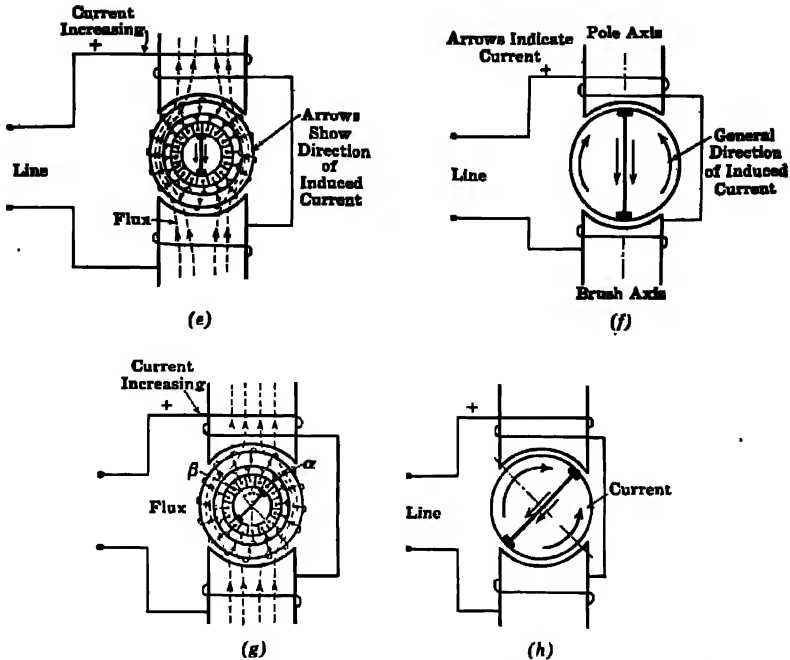 Current
Increasing
+
Arrows
Show
Direction
of
Induced
Current
Line
Flux
(e)
Arrows Indicate
Current
+
Pole Axis
General
Direction
of Induced
Current
Line
Brush Axis
(f)
Current
Increasing
+
β
α
Flux
(g)
+
Current
Line
(h)